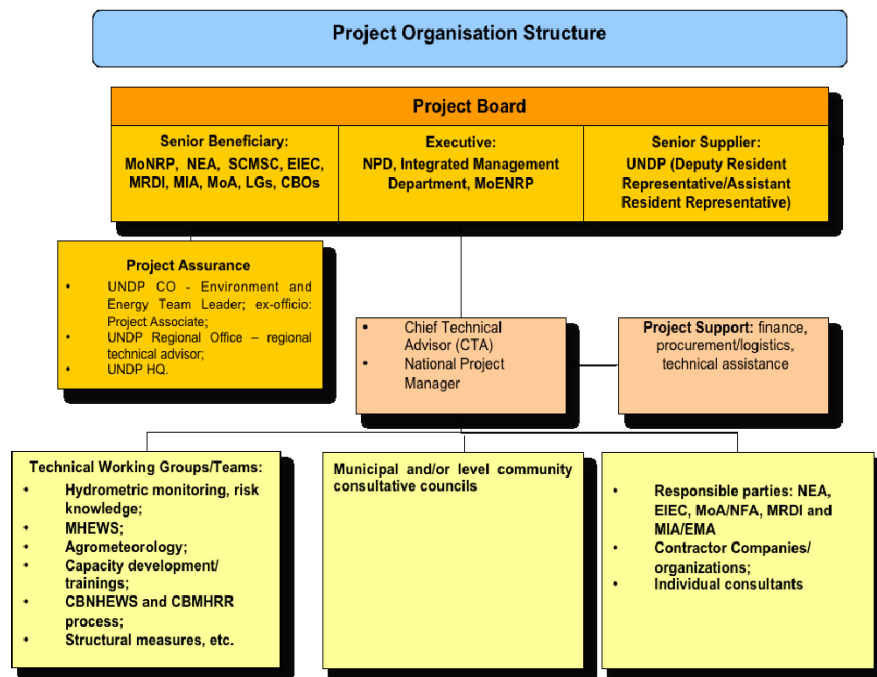 Project Organisation Structure
Project Board
Senior Beneficiary:
MoNRP, NEA, SCMSC, EIEC,
MRDI, MIA, MoA, LGs, CBOs
Executive:
NPD, Integrated Management
Department, MoENRP
Senior Supplier:
UNDP (Deputy Resident
Representative/Assistant
Resident Representative)
Project Assurance
• UNDP CO - Environment and
Energy Team Leader; ex-officio:
Project Associate;
• UNDP Regional Office – regional
technical advisor;
• UNDP HQ.
• Chief Technical
Advisor (CTA)
• National Project
Manager
Project Support: finance,
procurement/logistics,
technical assistance
Technical Working Groups/Teams:
• Hydrometric monitoring, risk
knowledge;
• MHEWS;
• Agrometeorology;
• Capacity development/
trainings;
• CBNHEWS and CBMHRR
process;
• Structural measures, etc.
Municipal and/or level community
consultative councils
• Responsible parties: NEA,
EIEC, MoA/NFA, MRDI and
MIA/EMA
• Contractor Companies/
organizations;
• Individual consultants